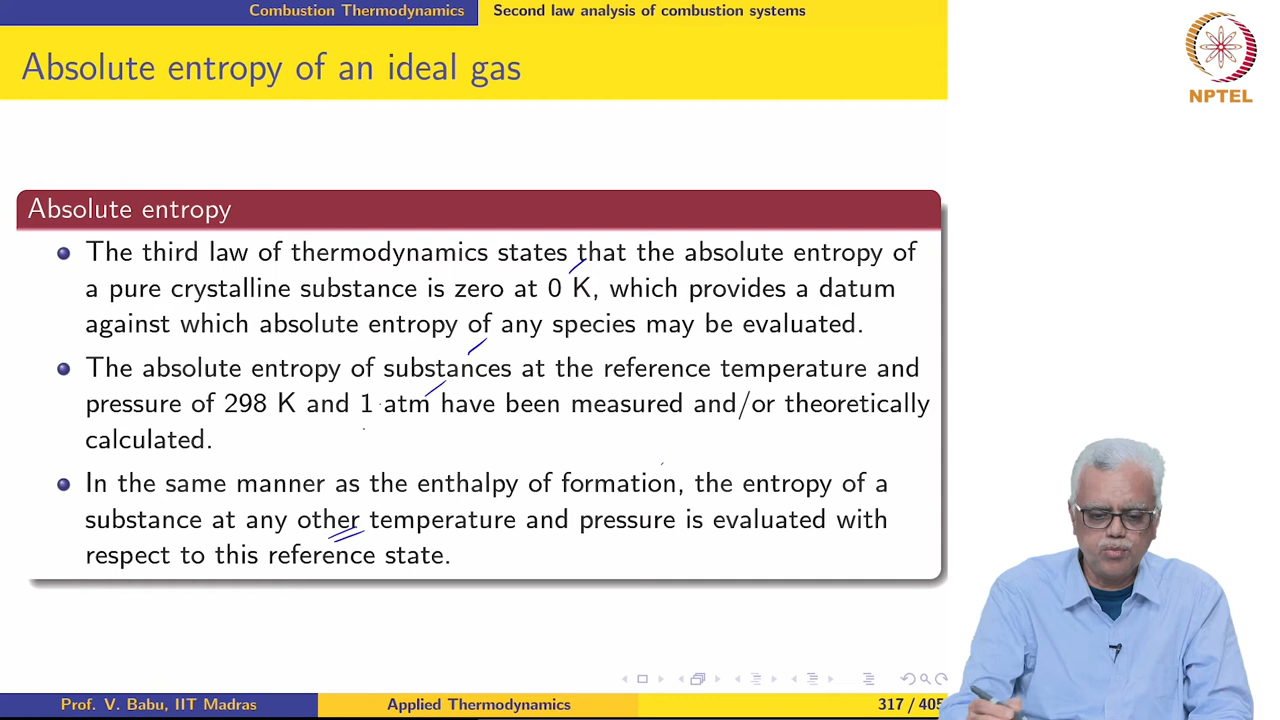 Combustion Thermodynamics Second law analysis of combustion systems
Absolute entropy of an ideal gas
NPTEL
Absolute entropy
The third law of thermodynamics states that the absolute entropy of
a pure crystalline substance is zero at 0 K, which provides a datum
against which absolute entropy of any species may be evaluated.
The absolute entropy of substances at the reference temperature and
pressure of 298 K and 1 atm have been measured and/or theoretically
calculated.
In the same manner as the enthalpy of formation, the entropy of a
substance at any other temperature and pressure is evaluated with
respect to this reference state.
Prof. V. Babu, IIT Madras Applied Thermodynamics 317 / 405